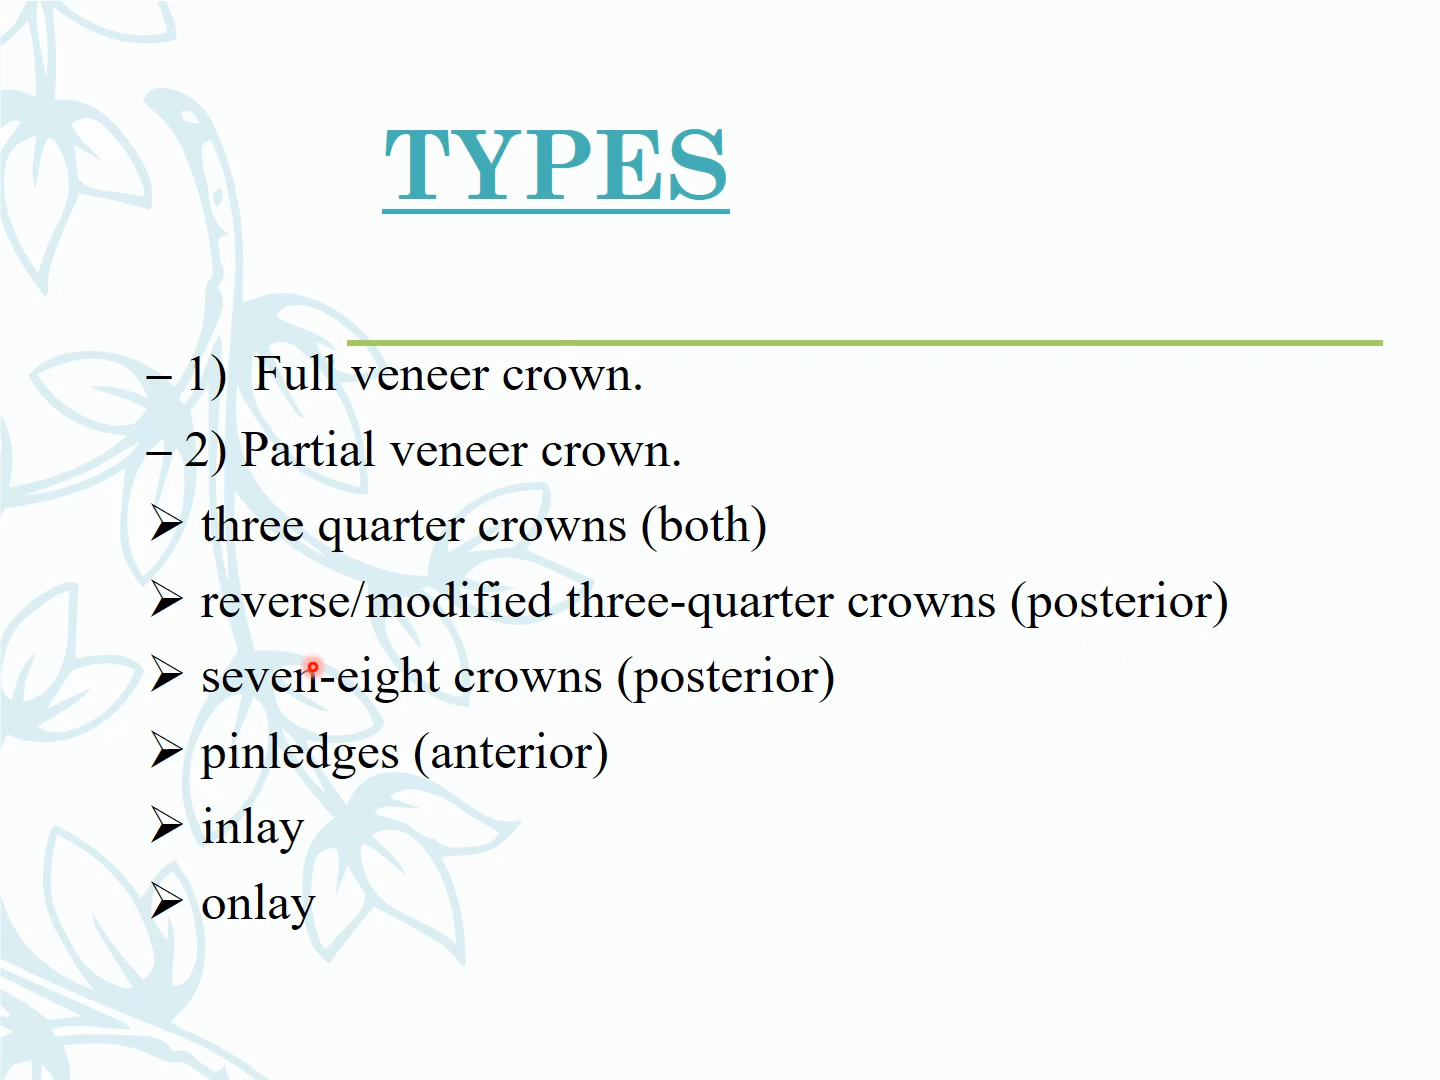 TYPES
– 1)  Full veneer crown.
– 2) Partial veneer crown.
➢ three quarter crowns (both)
➢ reverse/modified three-quarter crowns (posterior)
➢ seven-eight crowns (posterior)
➢ pinledges (anterior)
➢ inlay
➢ onlay